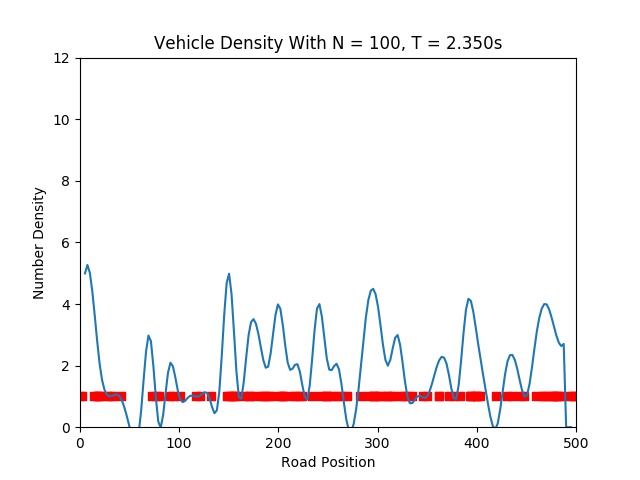 Vehicle Density With N = 100, T = 2.350s
12
10
8
6
4
2
0
Number Density
0 100 200 300 400 500
Road Position